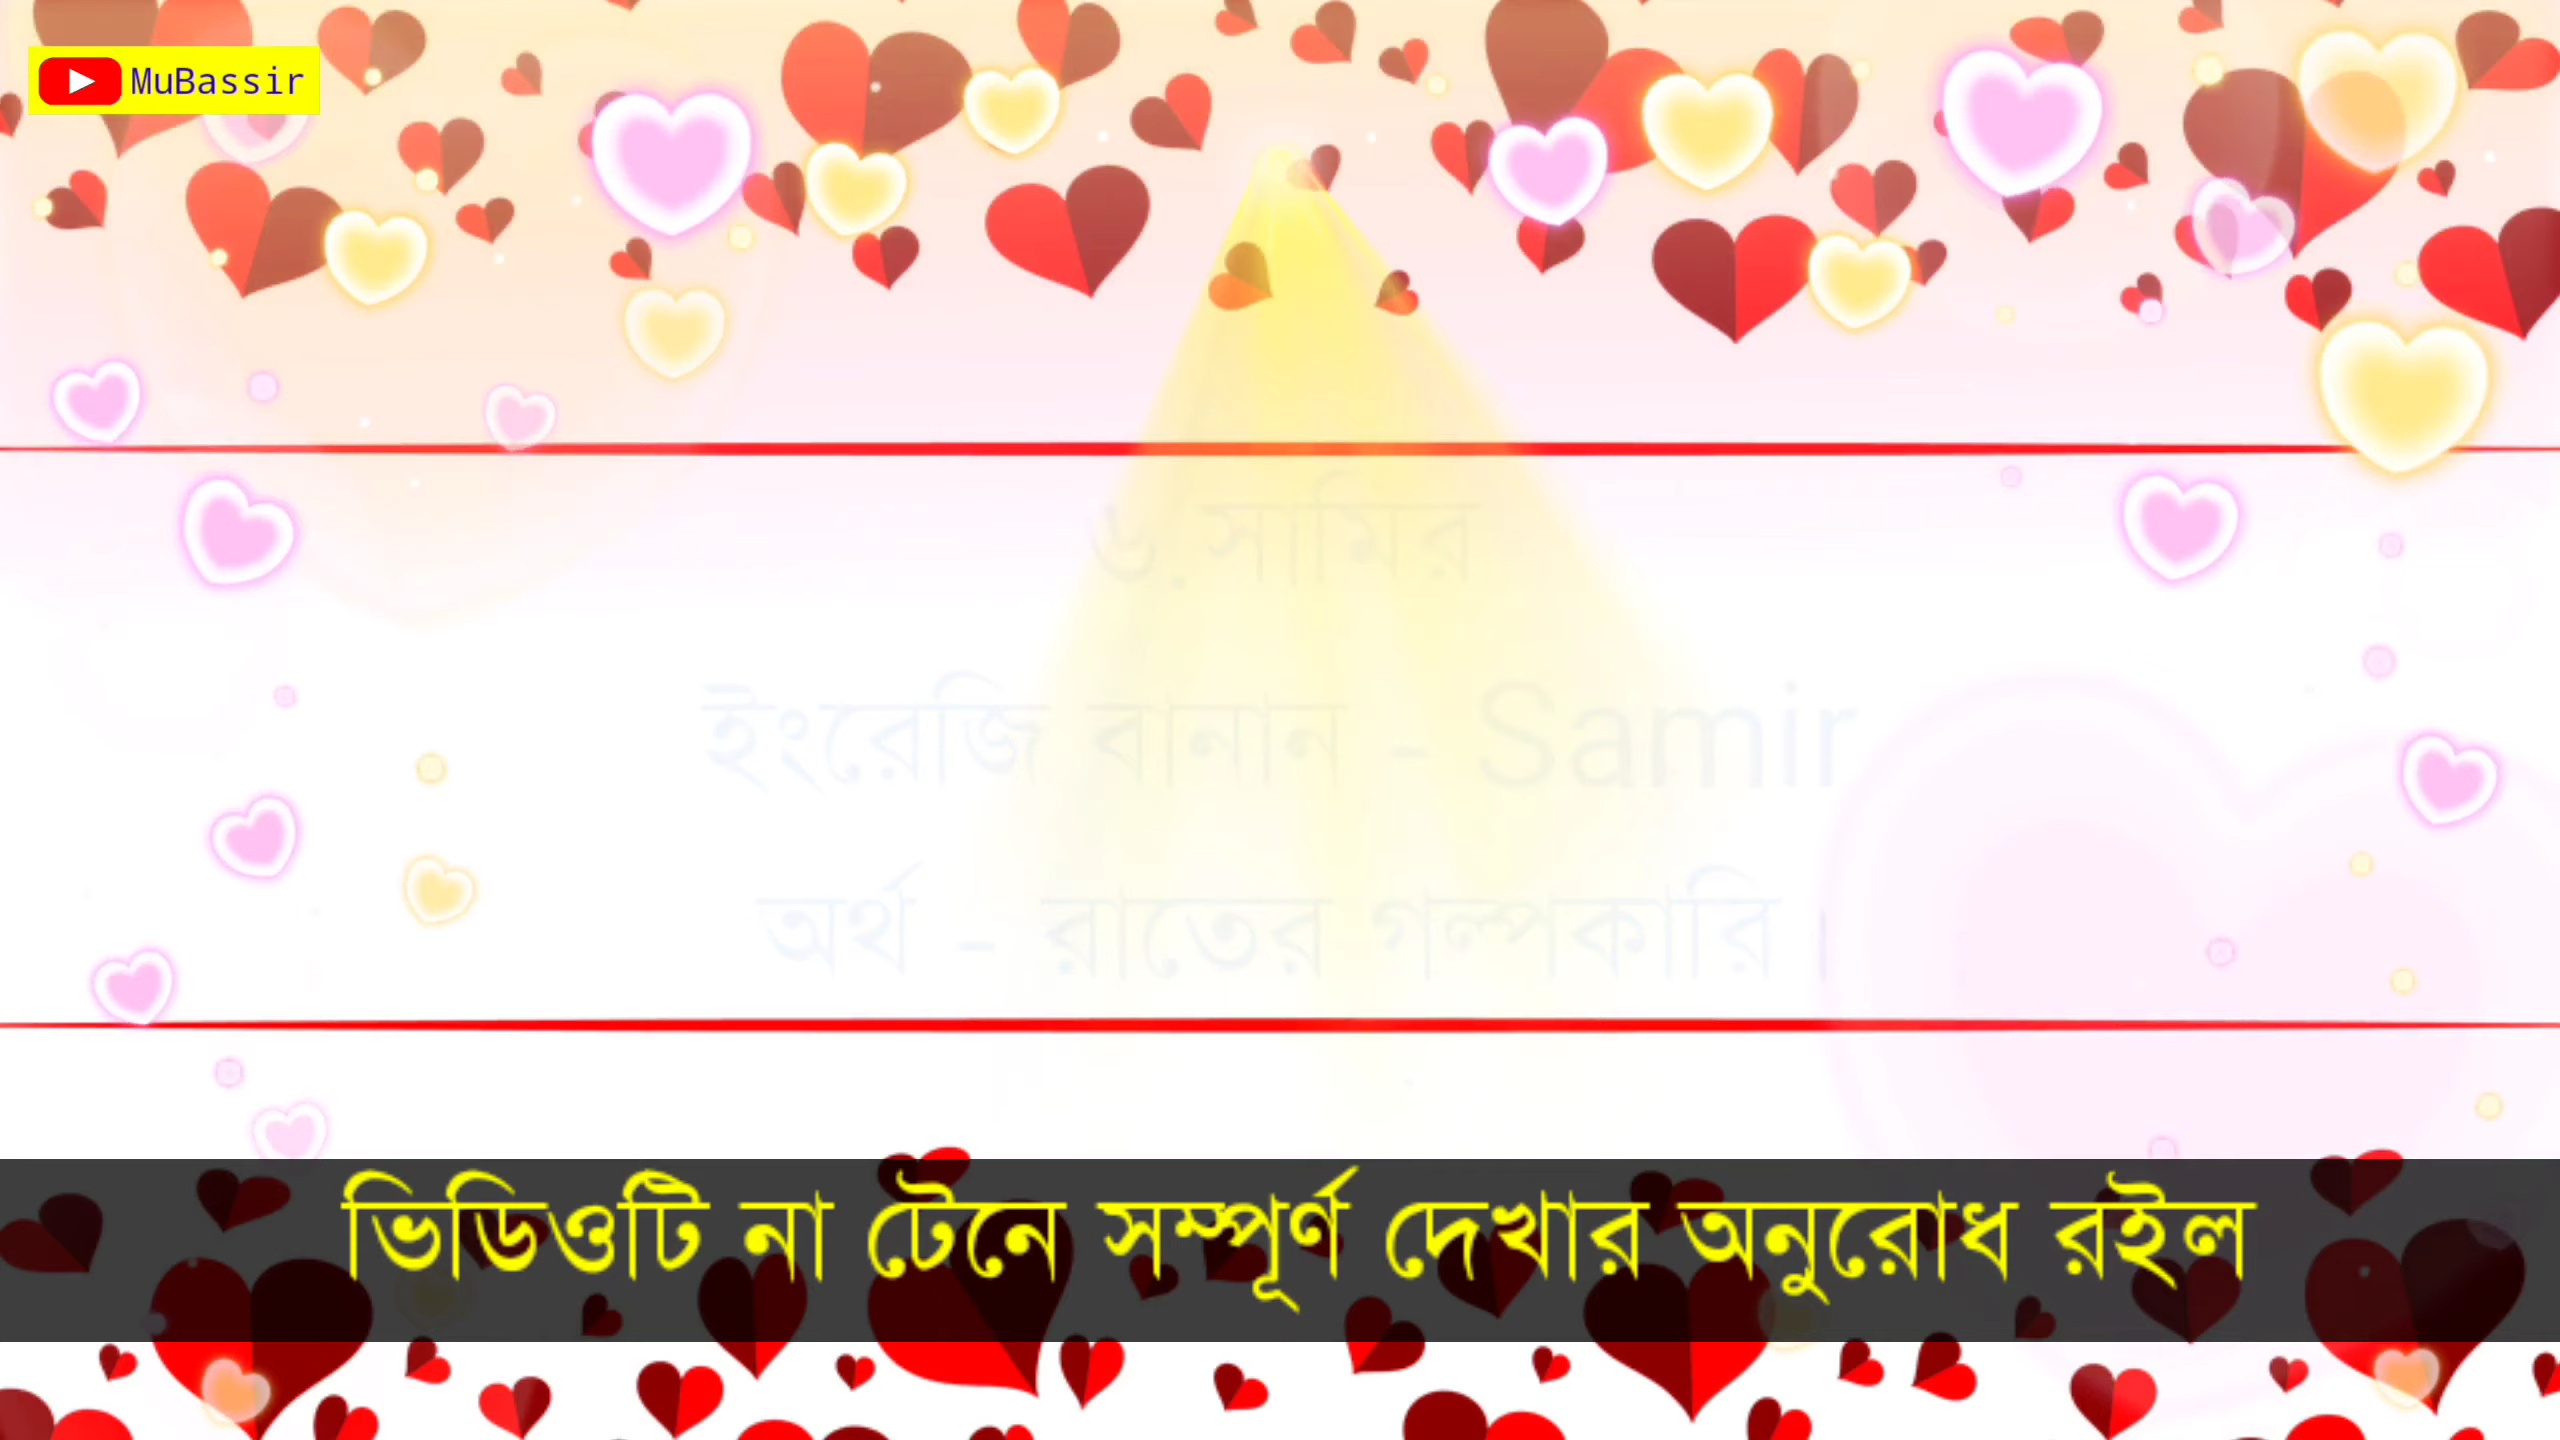 MuBassir
৬.সামির
ইংরেজি বানান - Samir
অর্থ - রাতের গল্পকারি।
ভিডিওটি না টেনে সম্পূর্ণ দেখার অনুরোধ রইল